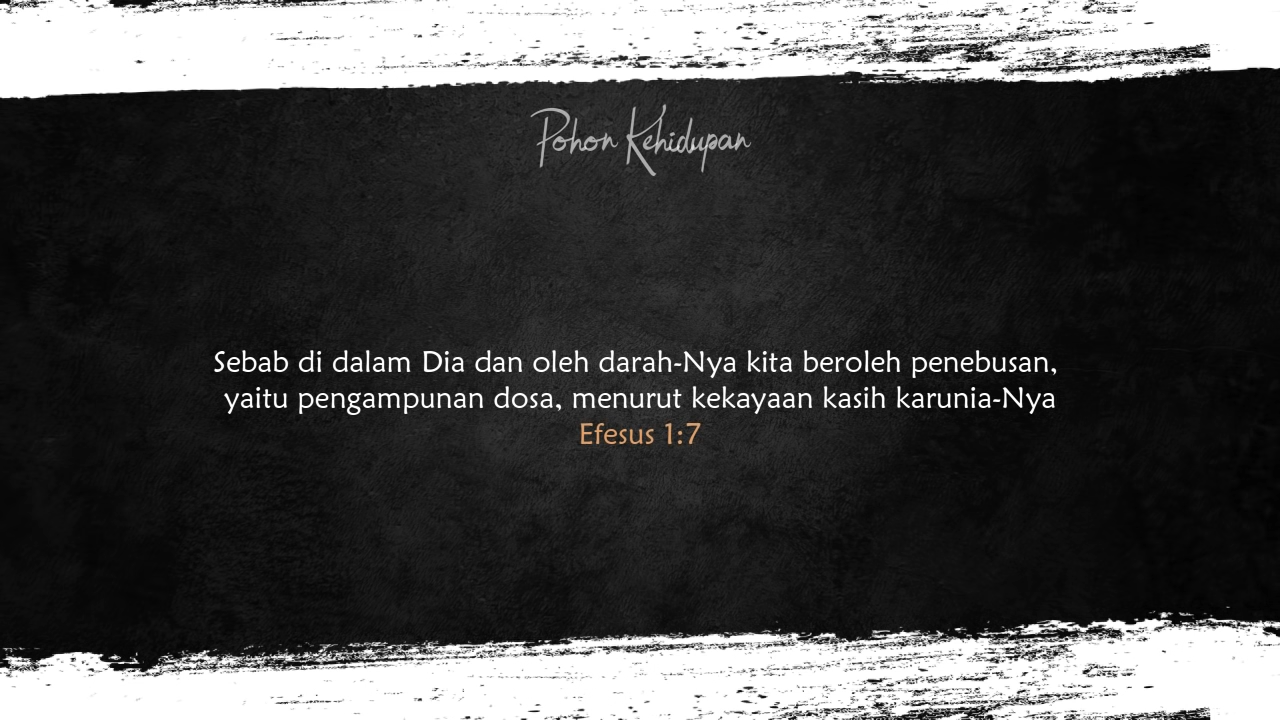 Pohon Kehidupan
Sebab di dalam Dia dan oleh darah-Nya kita beroleh penebusan,
yaitu pengampunan dosa, menurut kekayaan kasih karunia-Nya
Efesus 1:7